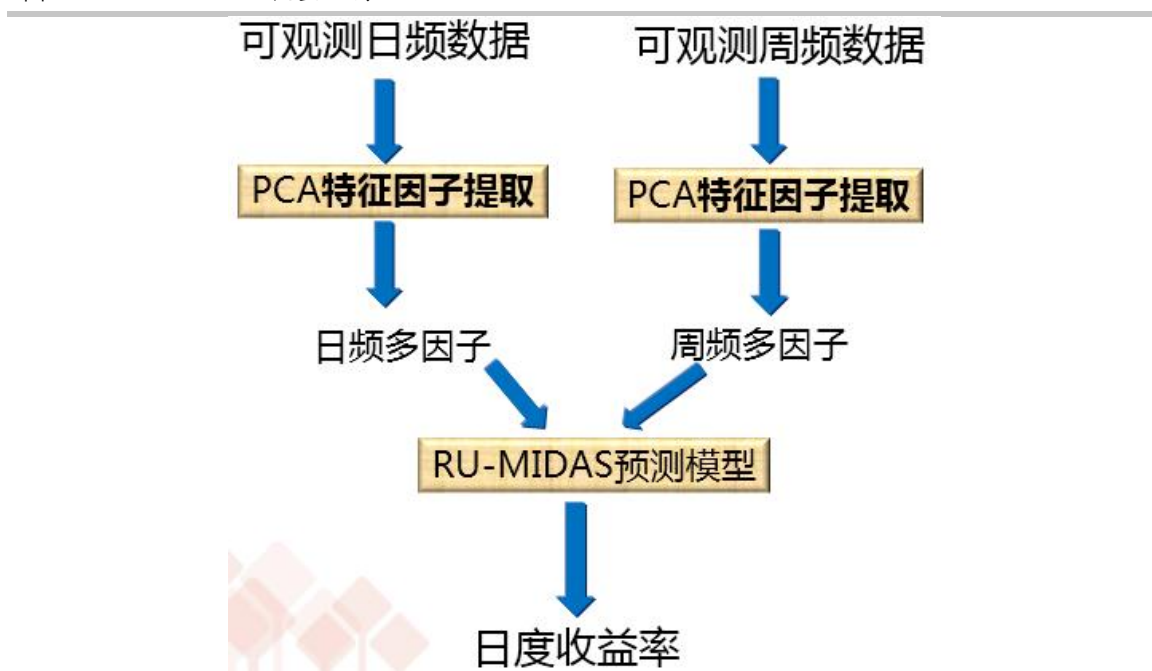 可观测日频数据
可观测周频数据
PCA特征因子提取
PCA特征因子提取
日频多因子
周频多因子
RU-MIDAS预测模型
日度收益率